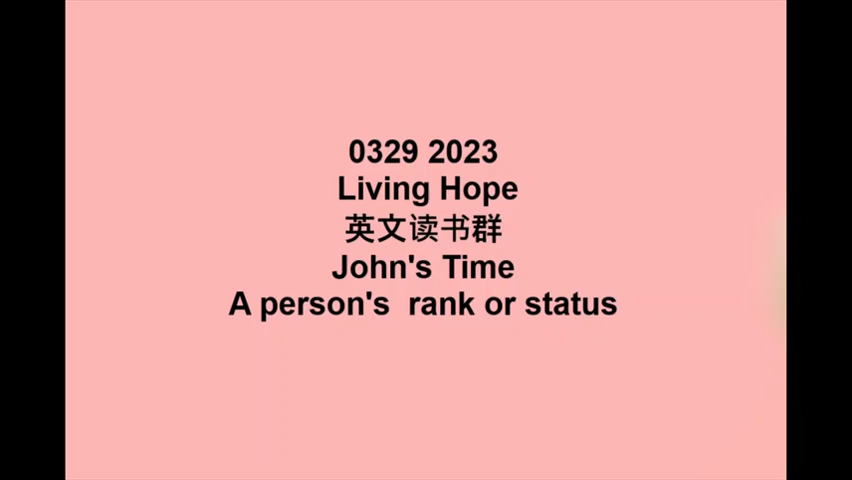 0329 2023
Living Hope
英文读书群
John's Time
A person's  rank or status